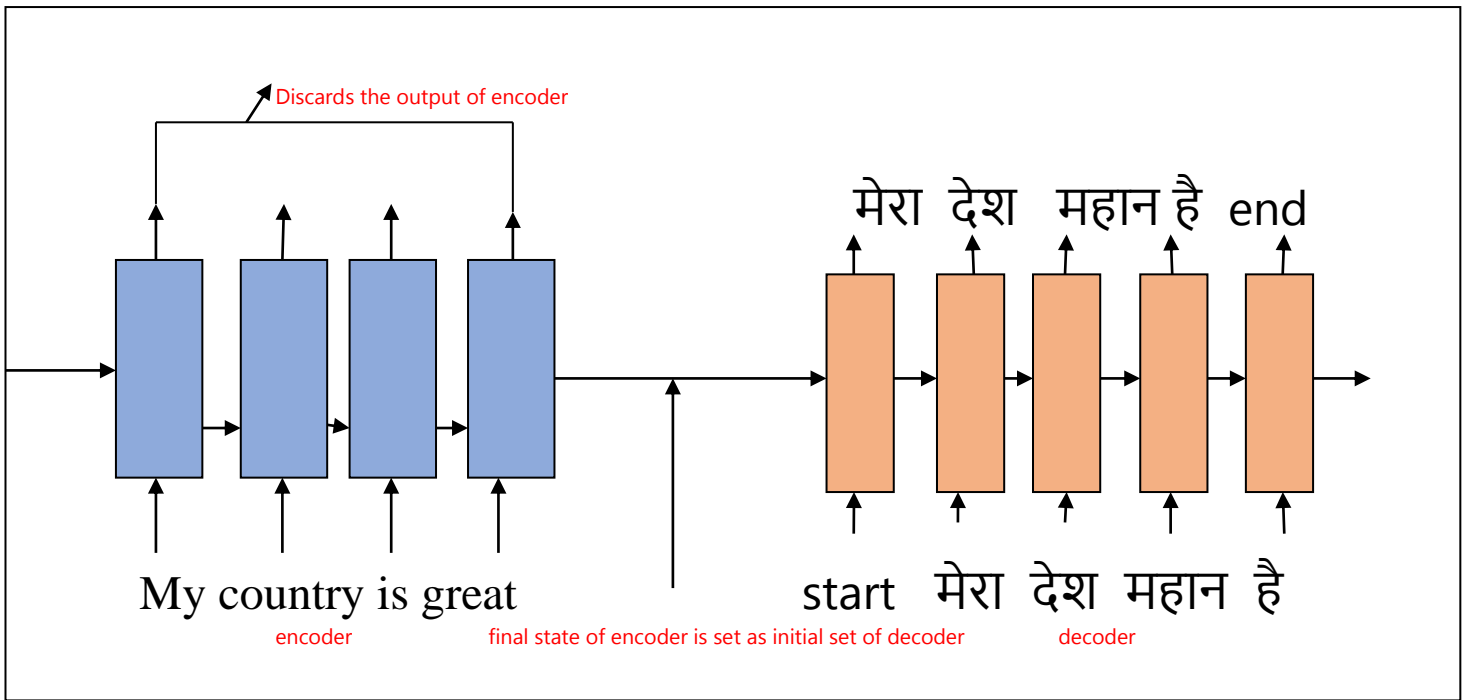 Discards the output of encoder
मेरा देश महान है end
My country is great
start मेरा देश महान है
encoder
final state of encoder is set as initial set of decoder
decoder